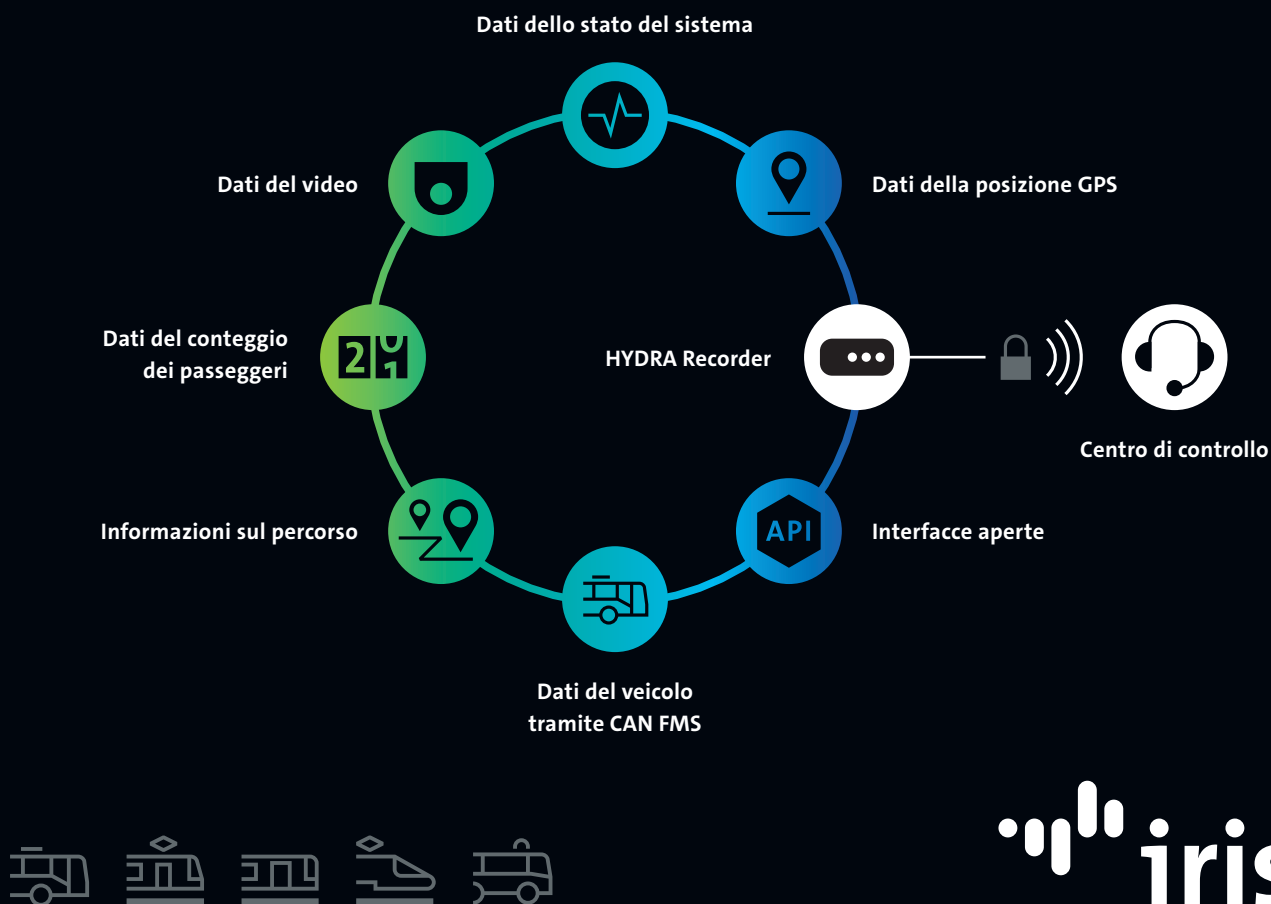 Dati dello stato del sistema
Dati del video
Dati della posizione GPS
Dati del conteggio
dei passeggeri
201
HYDRA Recorder
Centro di controllo
Informazioni sul percorso
API
Interfacce aperte
Dati del veicolo
tramite CAN FMS
iris